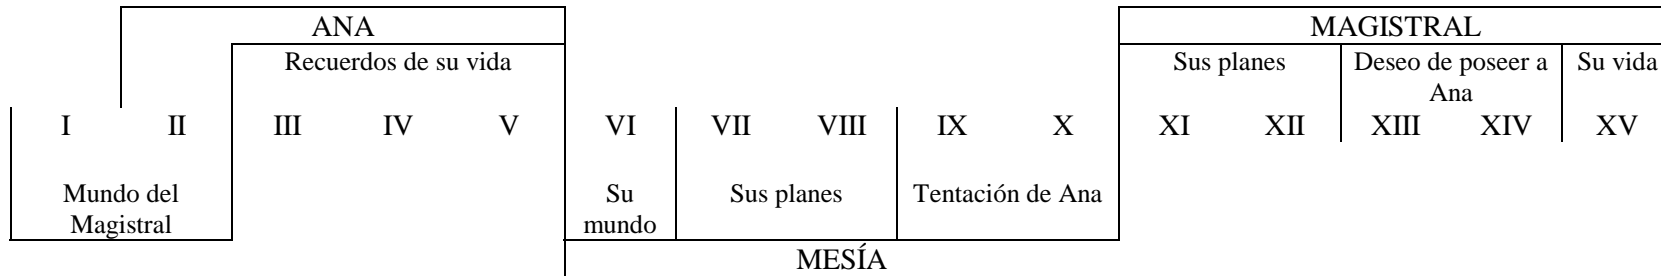 ANA MAGISTRAL
Recuerdos de su vida Sus planes Deseo de poseer a Su vida
Ana
I II III IV V VI VII VIII IX X XI XII XIII XIV XV
Mundo del Su Sus planes Tentación de Ana
Magistral mundo
MESÍA